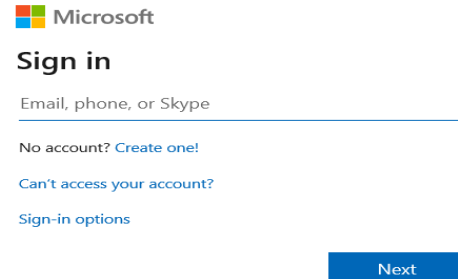 Microsoft
Sign in
Email, phone, or Skype
No account? Create one!
Can't access your account?
Sign-in options
Next